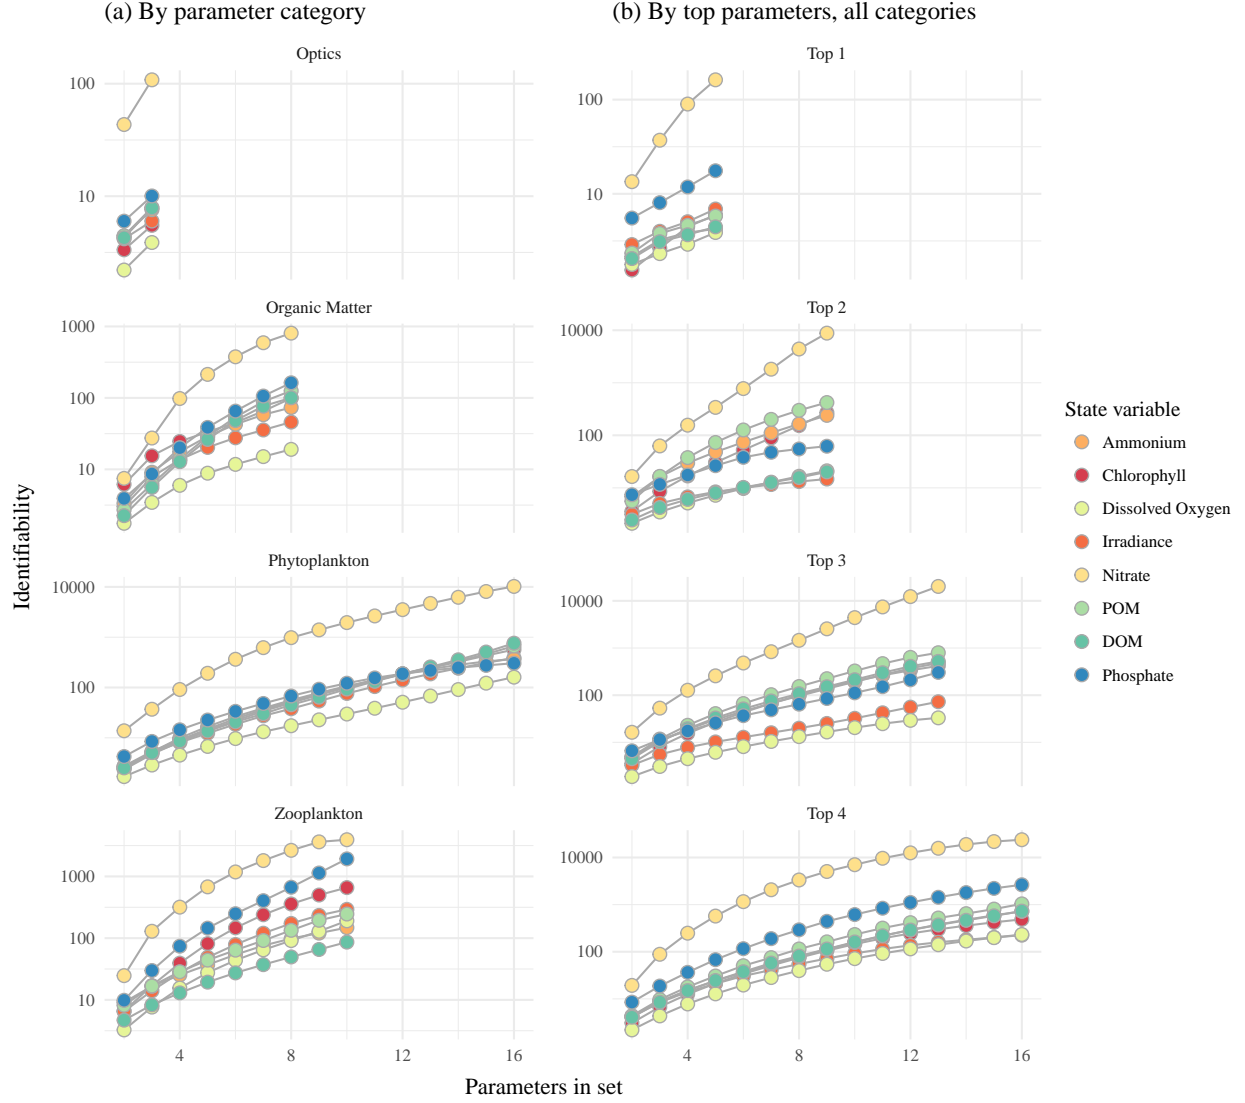 (a) By parameter category
(b) By top parameters, all categories
Optics
Top 1
100
10
100
10
Organic Matter
Top 2
1000
100
10
10000
100
Phytoplankton
Top 3
10000
100
10000
100
Zooplankton
Top 4
1000
100
10
10000
100
4 8 12 16
4 8 12 16
Identifiability
Parameters in set
State variable
Ammonium
Chlorophyll
Dissolved Oxygen
Irradiance
Nitrate
POM
DOM
Phosphate